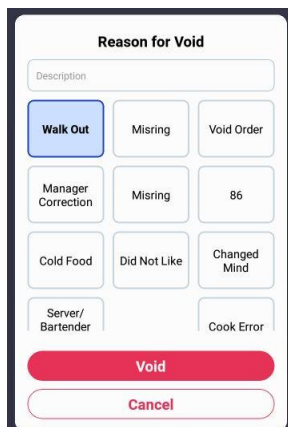 Reason for Void
Description
Walk Out
Misring
Void Order
Manager
Correction
Misring
86
Cold Food
Did Not Like
Changed
Mind
Server/
Bartender
Cook Error
Void
Cancel